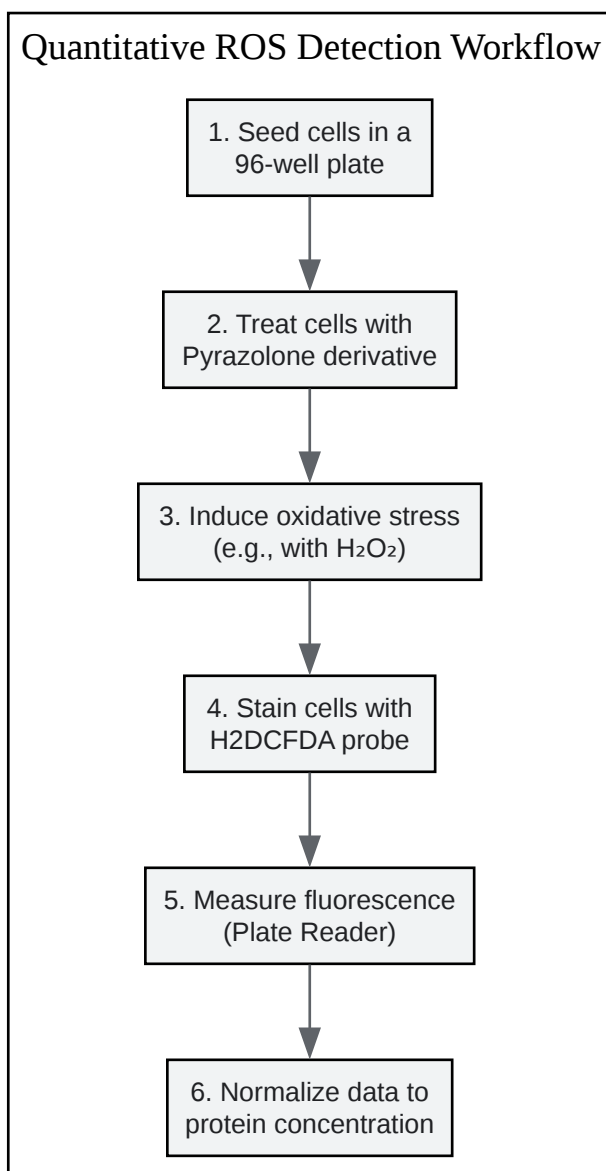 Quantitative ROS Detection Workflow
1. Seed cells in a
96-well plate
2. Treat cells with
Pyrazolone derivative
3. Induce oxidative stress
(e.g., with H₂O₂)
4. Stain cells with
H2DCFDA probe
5. Measure fluorescence
(Plate Reader)
6. Normalize data to
protein concentration